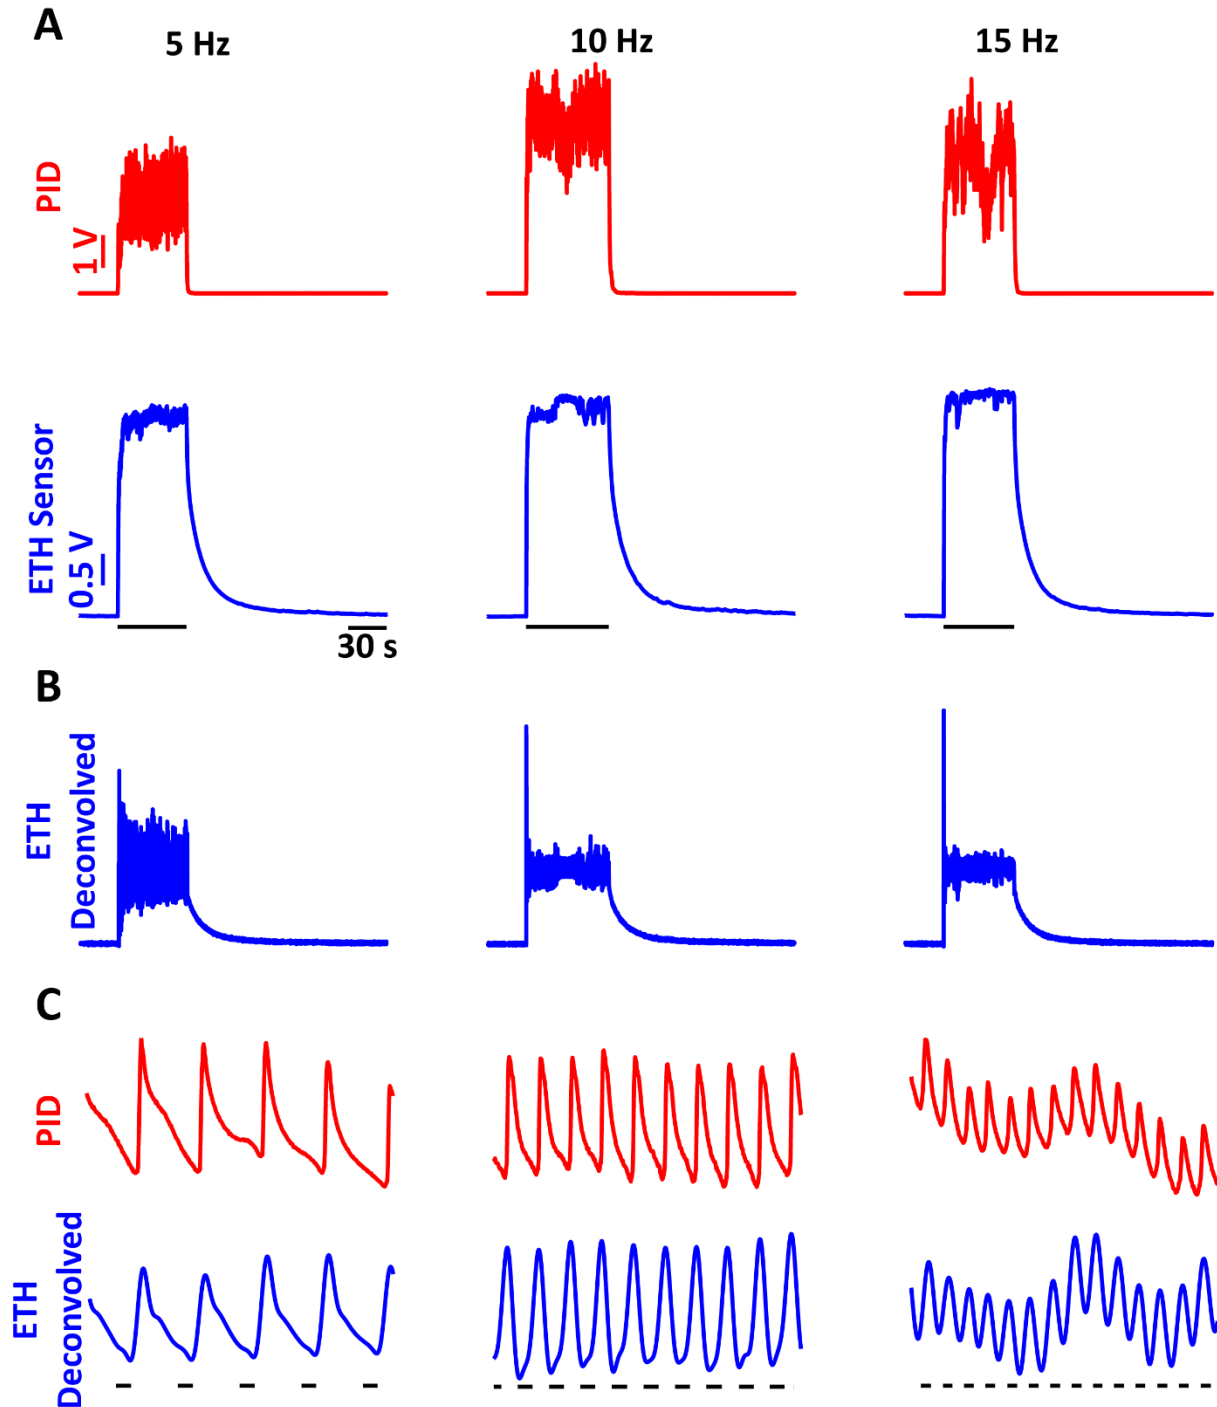 A
5 Hz
10 Hz
15 Hz
PID
1 V
ETH Sensor
0.5 V
30 s
B
ETH
Deconvolved
C
PID
ETH
Deconvolved